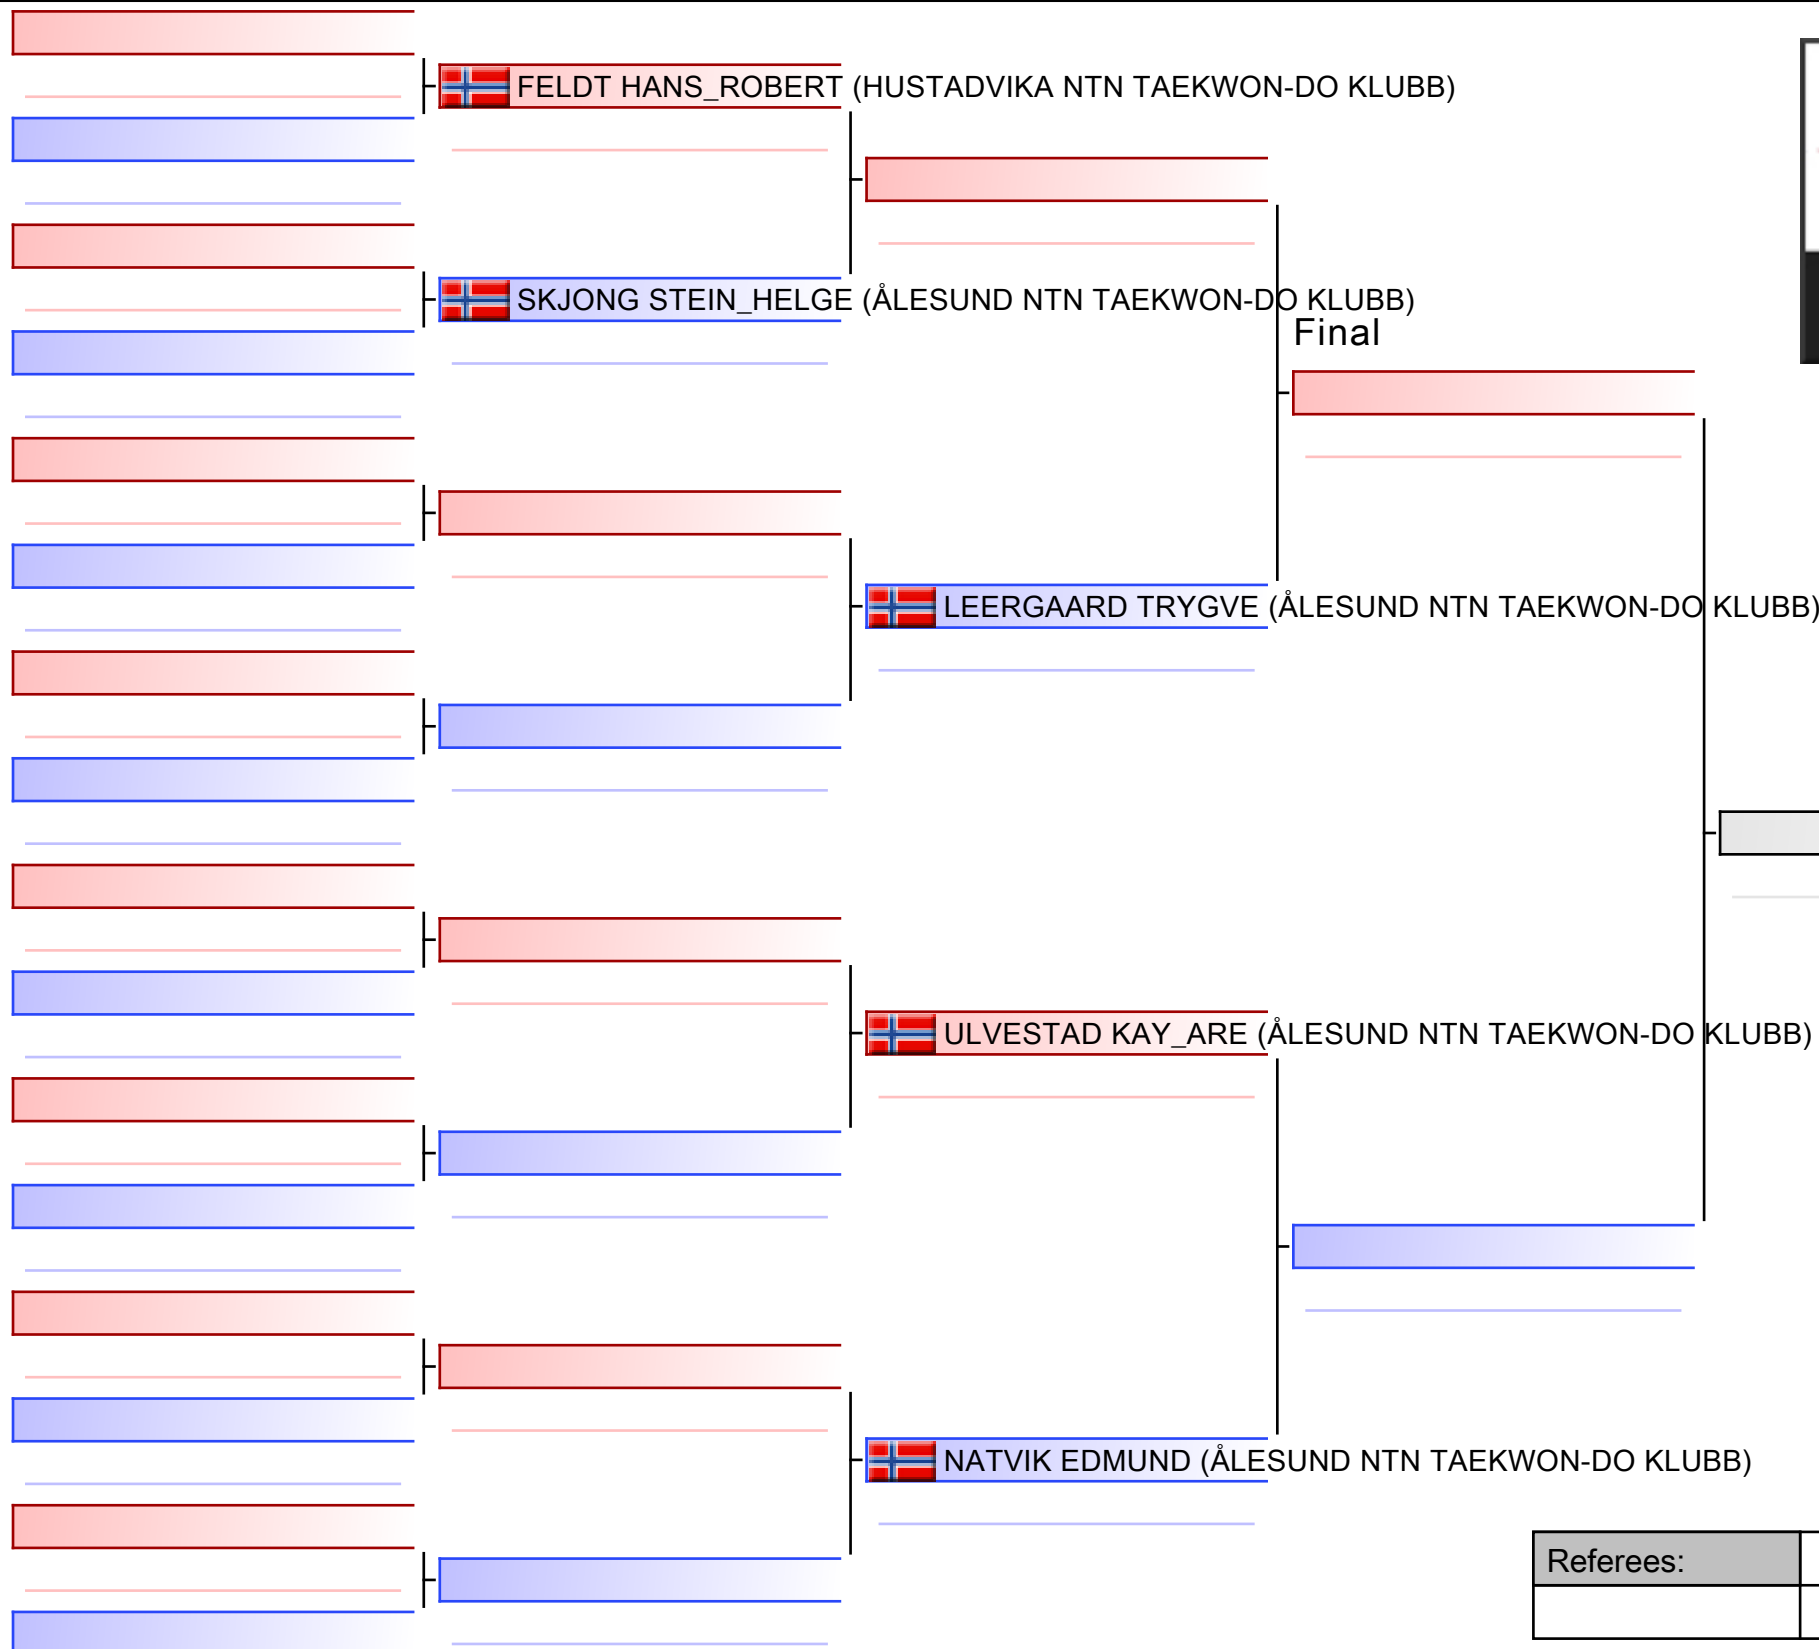 FELDT HANS_ROBERT (HUSTADVIKA NTN TAEKWON-DO KLUBB)
SKJONG STEIN_HELGE (ÅLESUND NTN TAEKWON-DO KLUBB)
Final
LEERGAARD TRYGVE (ÅLESUND NTN TAEKWON-DO KLUBB)
ULVESTAD KAY_ARE (ÅLESUND NTN TAEKWON-DO KLUBB)
NATVIK EDMUND (ÅLESUND NTN TAEKWON-DO KLUBB)
Referees: